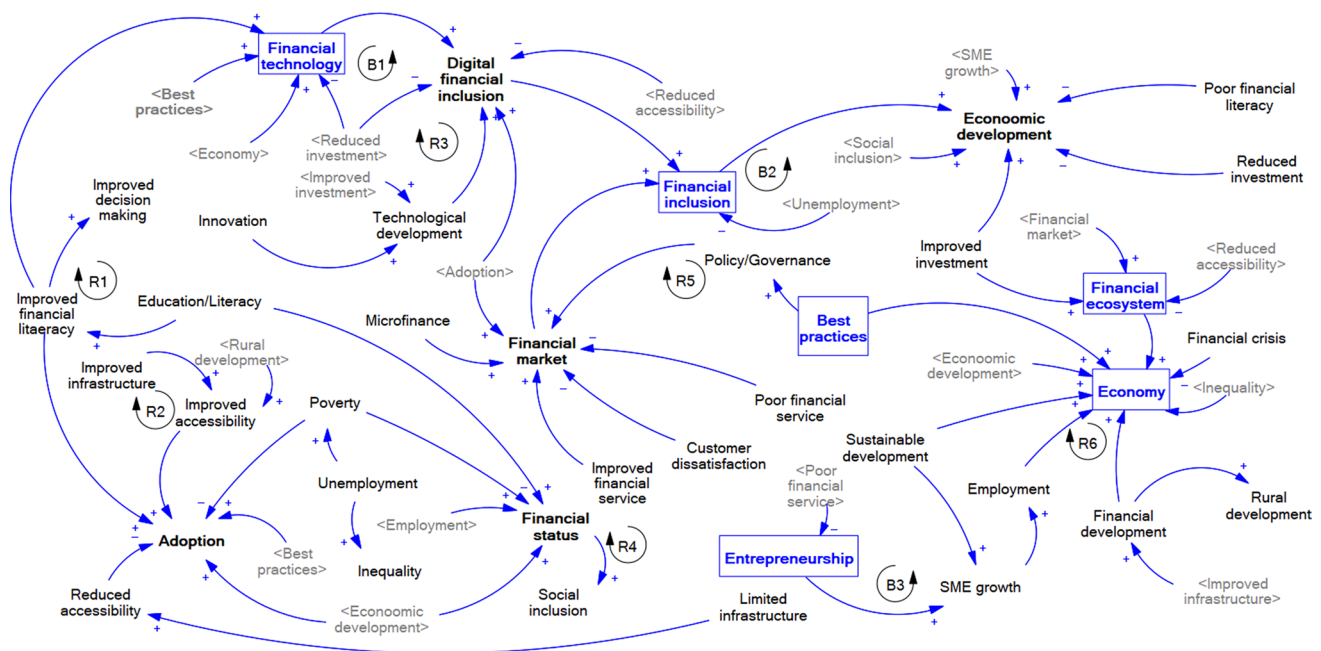 Financial
technology
B1
Digital
financial
inclusion
<SME
growth>
Poor financial
literacy
<Best
practices>
<Reduced
accessibility>
Econoomic
development
<Economy>
<Reduced
investment>
R3
<Improved
investment>
<Social
inclusion>
Reduced
investment
Improved
decision
making
Innovation
Technological
development
Financial
inclusion
B2
<Unemployment>
<Financial
market>
Improved
investment
<Reduced
accessibility>
R1
<Adoption>
R5
Policy/Governance
Financial
ecosystem
Improved
financial
litaeracy
Education/Literacy
Microfinance
Financial
market
Best
practices
Financial crisis
<Rural
development>
Improved
infrastructure
R2
Improved
accessibility
Poverty
<Econoomic
development>
Economy
<Inequality>
Poor financial
service
Customer
dissatisfaction
Sustainable
development
R6
Improved
financial
service
<Poor
financial
service>
Unemployment
Employment
Financial
development
Rural
development
<Employment>
Financial
status
R4
Adoption
<Best
practices>
Inequality
Entrepreneurship
B3
SME growth
<Improved
infrastructure>
Reduced
accessibility
<Econoomic
development>
Social
inclusion
Limited
infrastructure